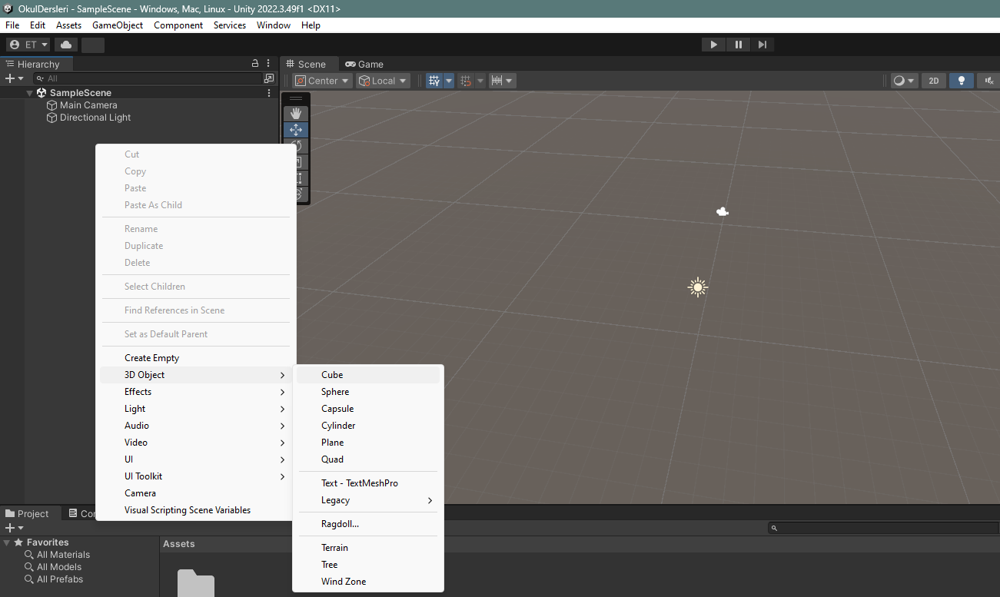 OkulDersleri - SampleScene - Windows, Mac, Linux - Unity 2022.3.49f1 <DX11>
File Edit Assets GameObject Component Services Window Help
ET
Hierarchy
All
SampleScene
Main Camera
Directional Light
Scene Game
Center Local 2D
Cut
Copy
Paste
Paste As Child
Rename
Duplicate
Delete
Select Children
Find References in Scene
Set as Default Parent
Create Empty
3D Object
Effects
Light
Audio
Video
UI
UI Toolkit
Camera
Visual Scripting Scene Variables
Cube
Sphere
Capsule
Cylinder
Plane
Quad
Text - TextMeshPro
Legacy
Ragdoll...
Terrain
Tree
Wind Zone
Project Con
Favorites
All Materials
All Models
All Prefabs
Assets